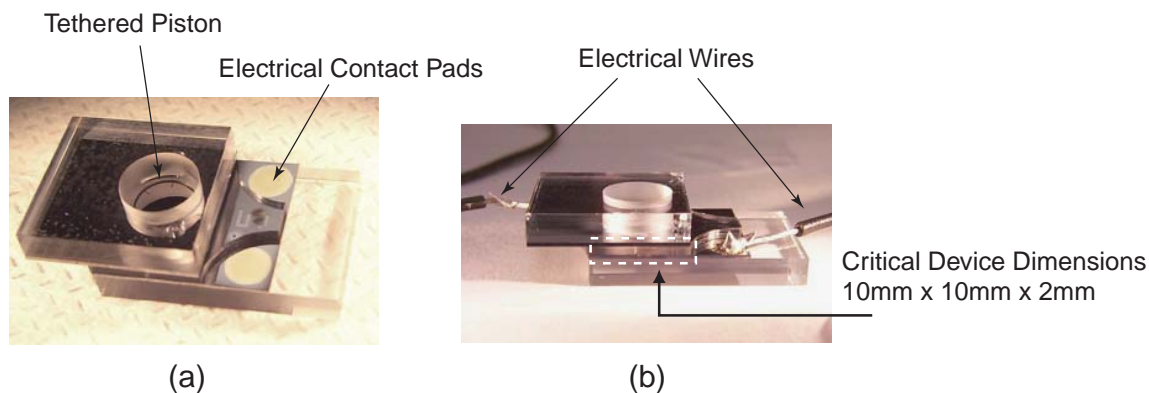 Tethered Piston
Electrical Contact Pads
Electrical Wires
Critical Device Dimensions
10mm x 10mm x 2mm
(a)
(b)